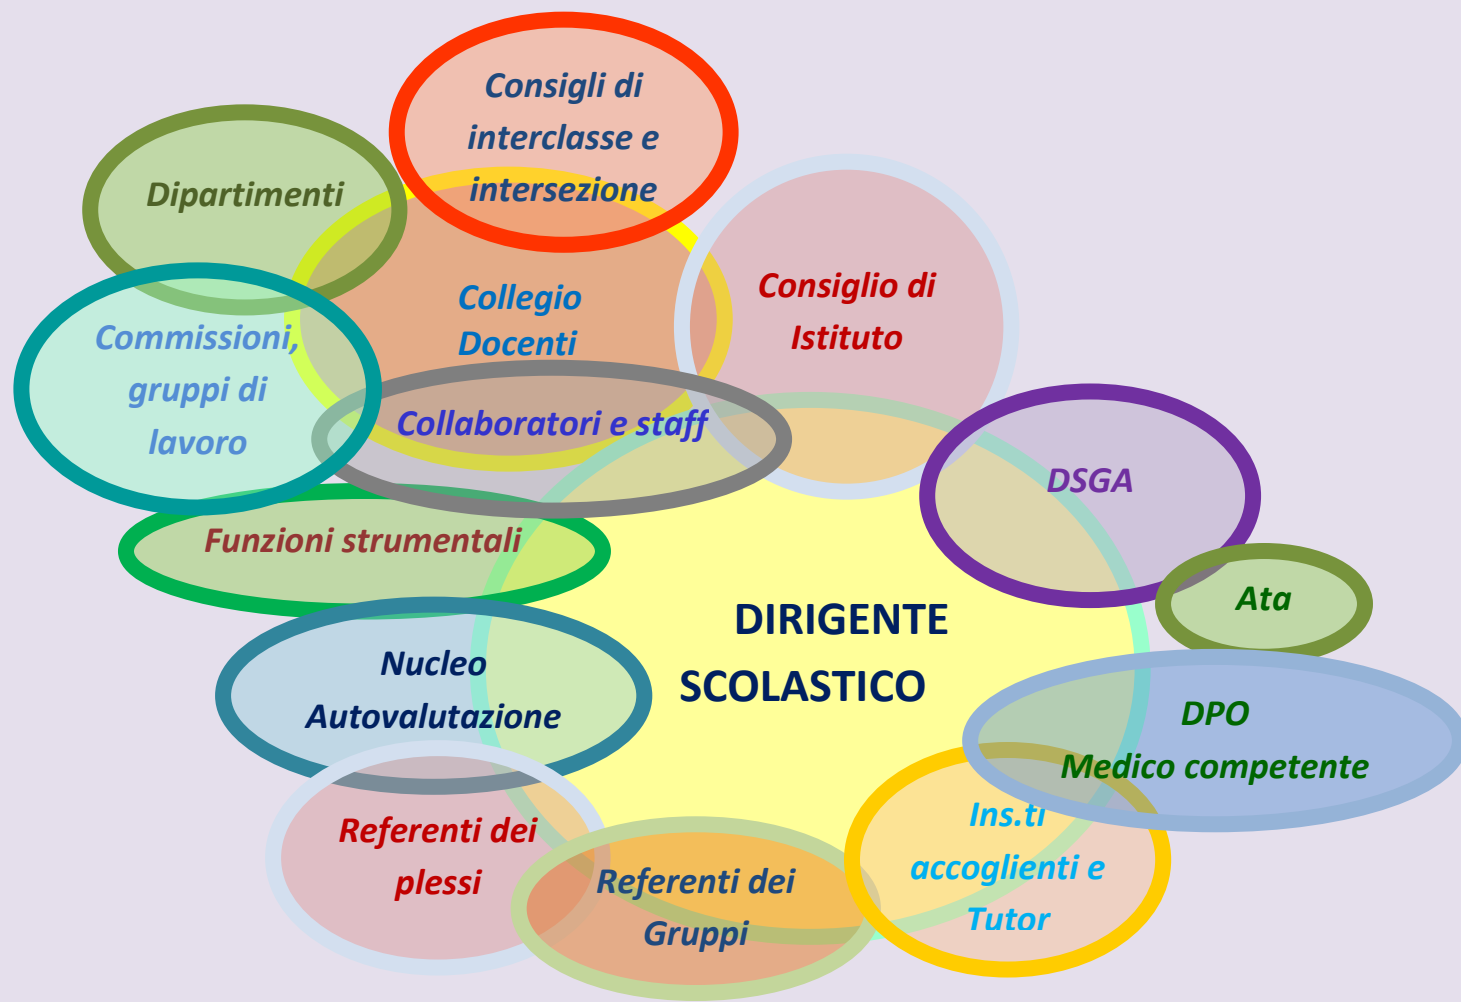 Consigli di
interclasse e
intersezione
Dipartimenti
Collegio
Docenti
Consiglio di
Istituto
Commissioni,
gruppi di
lavoro
Collaboratori e staff
DSGA
Funzioni strumentali
Ata
DIRIGENTE
SCOLASTICO
Nucleo
Autovalutazione
DPO
Medico competente
Referenti dei
plessi
Referenti dei
Gruppi
Ins.ti
accoglienti e
Tutor